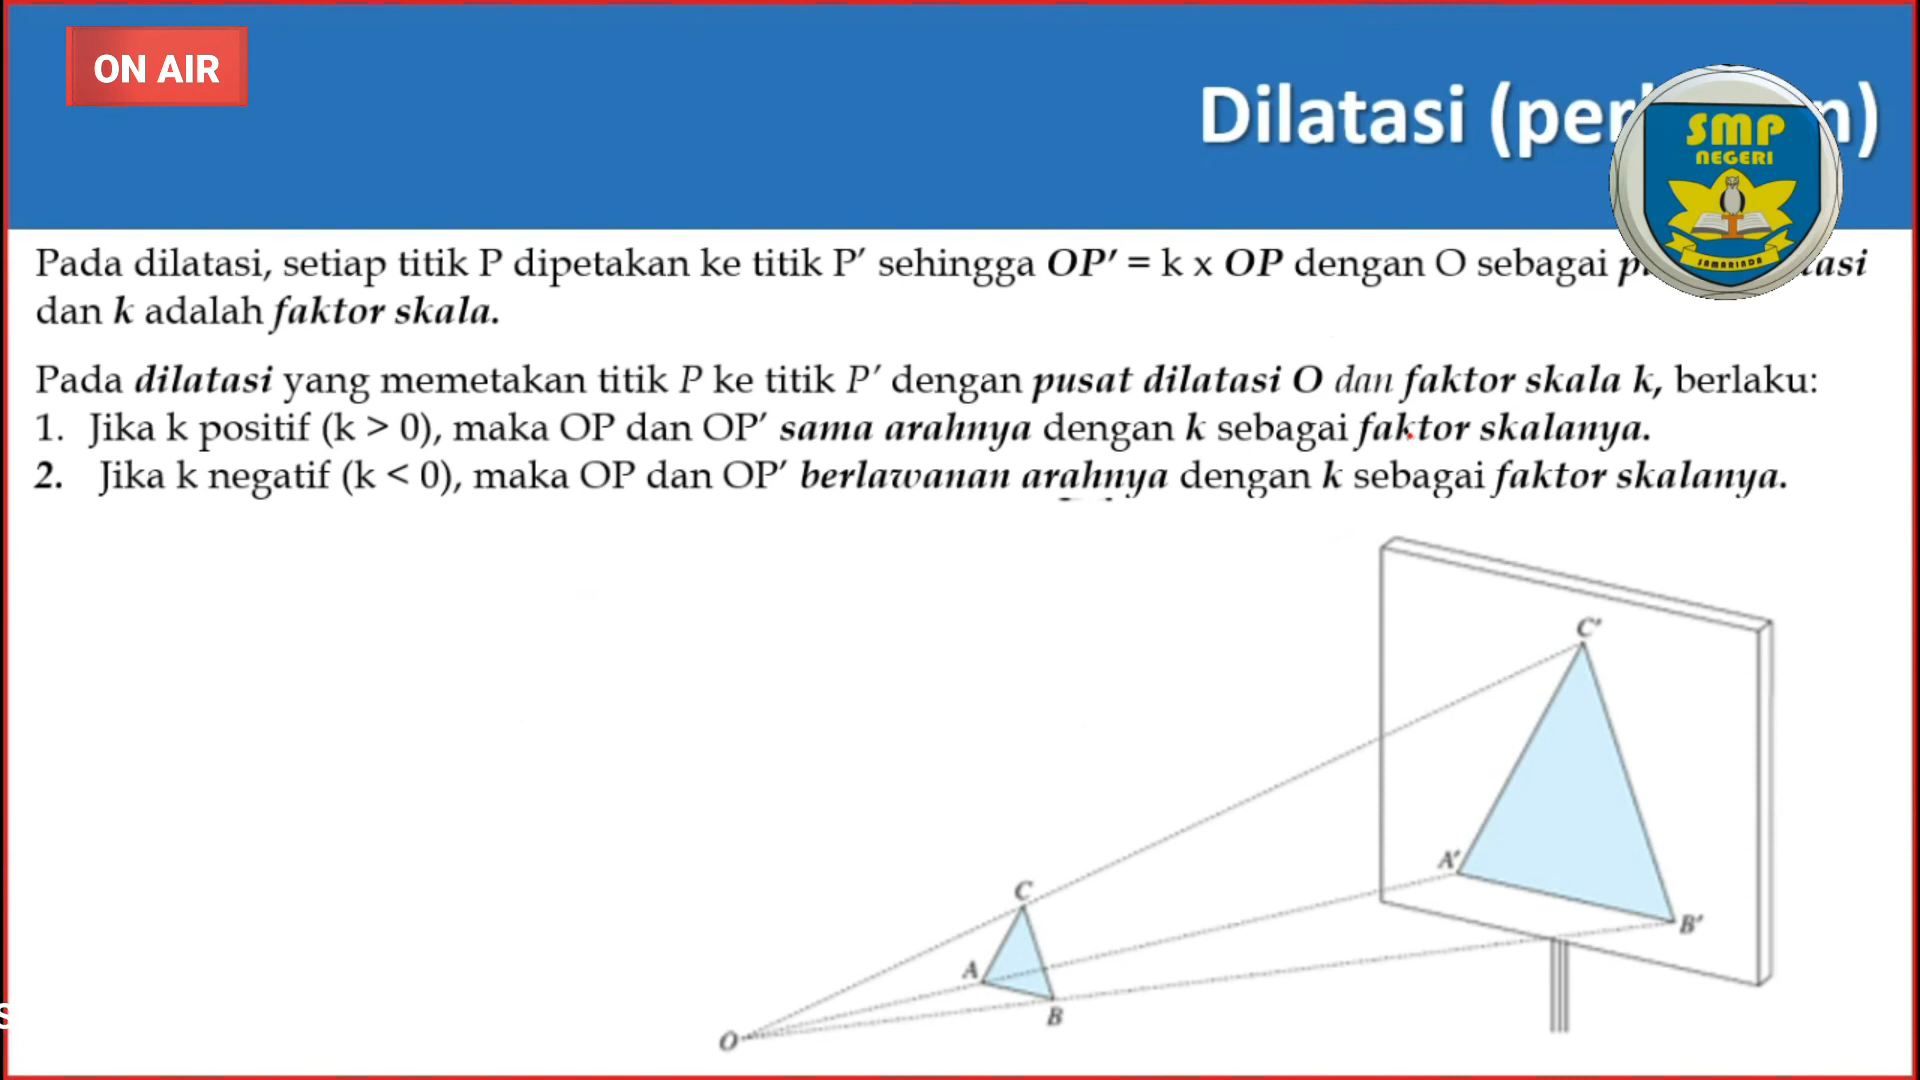 ON AIR
Dilatasi (per n)
SMP
NEGERI
SAMARINDA
Pada dilatasi, setiap titik P dipetakan ke titik P′ sehingga OP′ = k x OP dengan O sebagai
dan k adalah faktor skala.
Pada dilatasi yang memetakan titik P ke titik P′ dengan pusat dilatasi O dan faktor skala k, berlaku:
1. Jika k positif (k > 0), maka OP dan OP′ sama arahnya dengan k sebagai faktor skalanya.
2. Jika k negatif (k < 0), maka OP dan OP′ berlawanan arahnya dengan k sebagai faktor skalanya.
C'
A'
B'
C
A
B
O